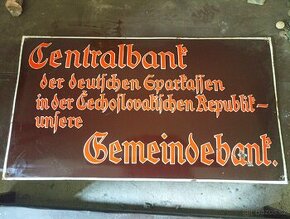 Centralbank
der deutschen Sparkassen
in der Čechoslovakischen Republik –
unsere
Gemeindebank.